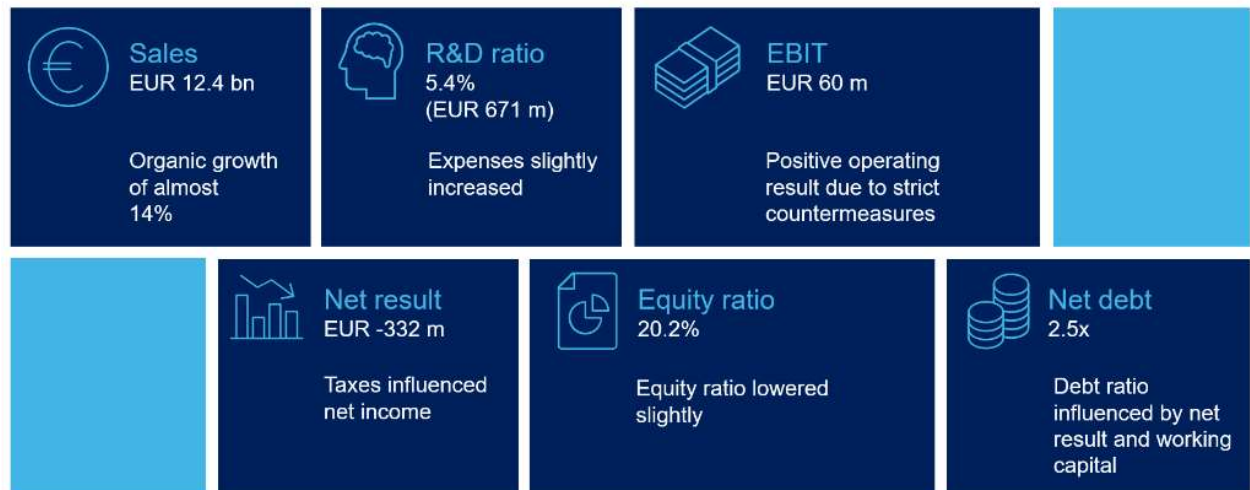 Sales
EUR 12.4 bn
Organic growth
of almost
14%
R&D ratio
5.4%
(EUR 671 m)
Expenses slightly
increased
EBIT
EUR 60 m
Positive operating
result due to strict
countermeasures
Net result
EUR -332 m
Taxes influenced
net income
Equity ratio
20.2%
Equity ratio lowered
slightly
Net debt
2.5x
Debt ratio
influenced by net
result and working
capital